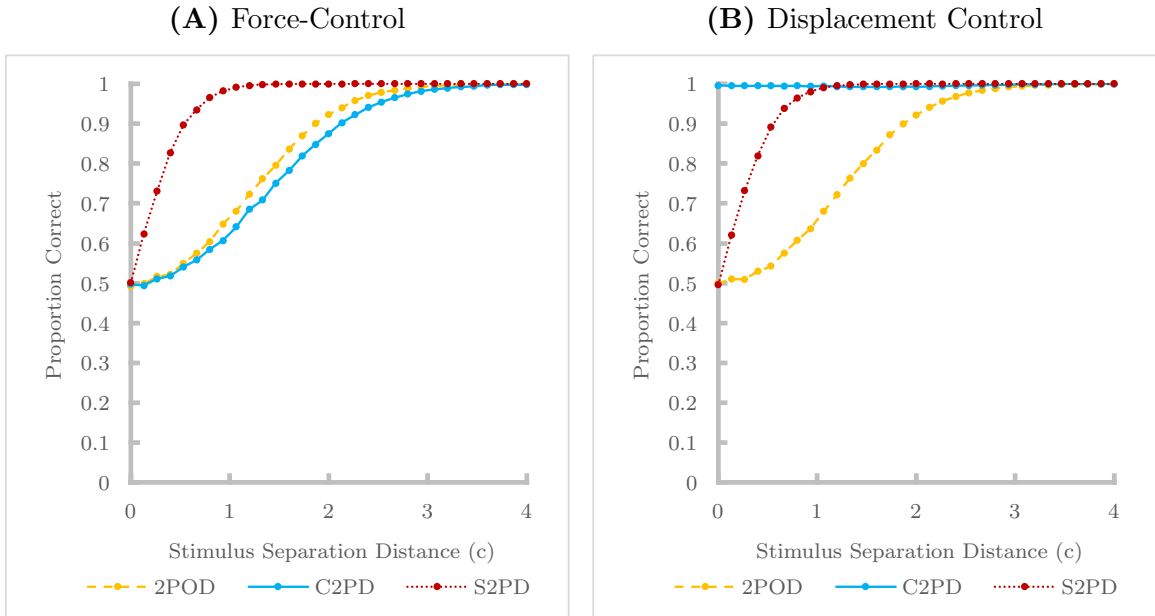 (A) Force-Control
1
0.9
0.8
0.7
0.6
0.5
0.4
0.3
0.2
0.1
0
Proportion Correct
0 1 2 3 4
Stimulus Separation Distance (c)
2POD C2PD S2PD
(B) Displacement Control
1
0.9
0.8
0.7
0.6
0.5
0.4
0.3
0.2
0.1
0
Proportion Correct
0 1 2 3 4
Stimulus Separation Distance (c)
2POD C2PD S2PD